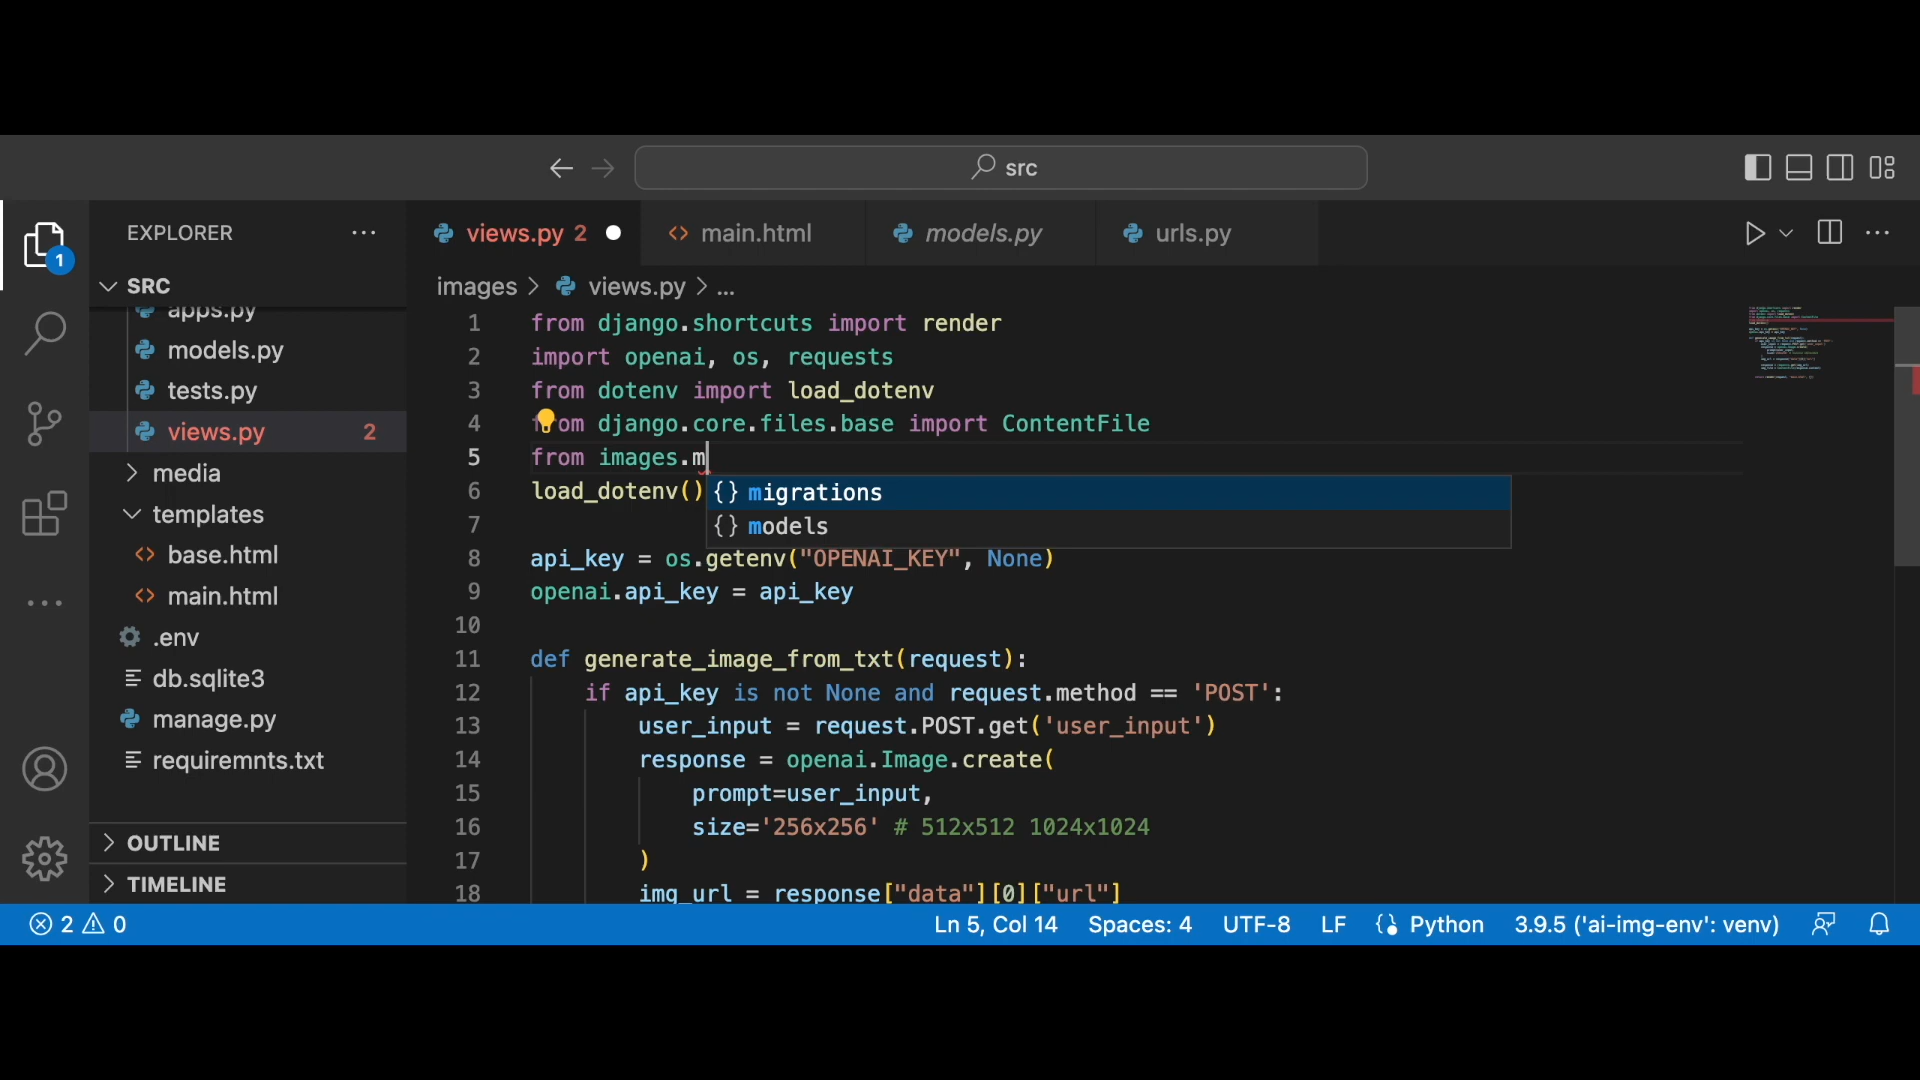 src
EXPLORER
views.py 2
main.html
models.py
urls.py
1
SRC
apps.py
models.py
tests.py
views.py 2
media
templates
base.html
main.html
.env
db.sqlite3
manage.py
requiremnts.txt
OUTLINE
TIMELINE
images > views.py > ...
1 from django.shortcuts import render
2 import openai, os, requests
3 from dotenv import load_dotenv
4 from django.core.files.base import ContentFile
5 from images.m
6 load_dotenv()
{} migrations
{} models
7
8 api_key = os.getenv("OPENAI_KEY", None)
9 openai.api_key = api_key
10
11 def generate_image_from_txt(request):
12 if api_key is not None and request.method == 'POST':
13 user_input = request.POST.get('user_input')
14 response = openai.Image.create(
15 prompt=user_input,
16 size='256x256' # 512x512 1024x1024
17 )
18 img_url = response["data"][0]["url"]
2 0
Ln 5, Col 14 Spaces: 4 UTF-8 LF Python 3.9.5 ('ai-img-env': venv)